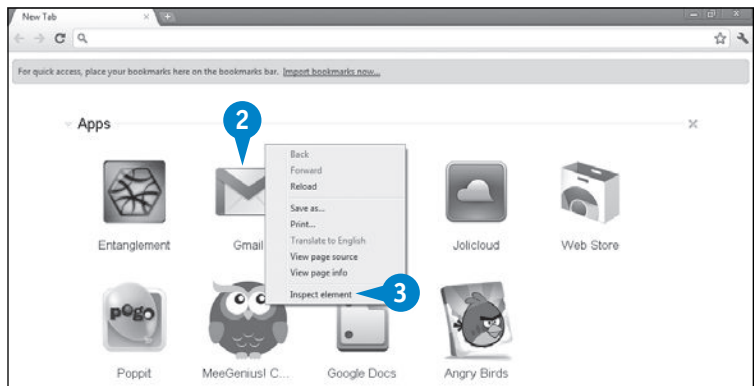 New Tab
For quick access, place your bookmarks here on the bookmarks bar. Import bookmarks now...
Apps
2
Back
Forward
Reload
Save as...
Print...
Translate to English
View page source
View page info
Inspect element
3
Entanglement
Gmail
Jolicloud
Web Store
pogo
Poppit
MeeGenius! C...
Google Docs
Angry Birds